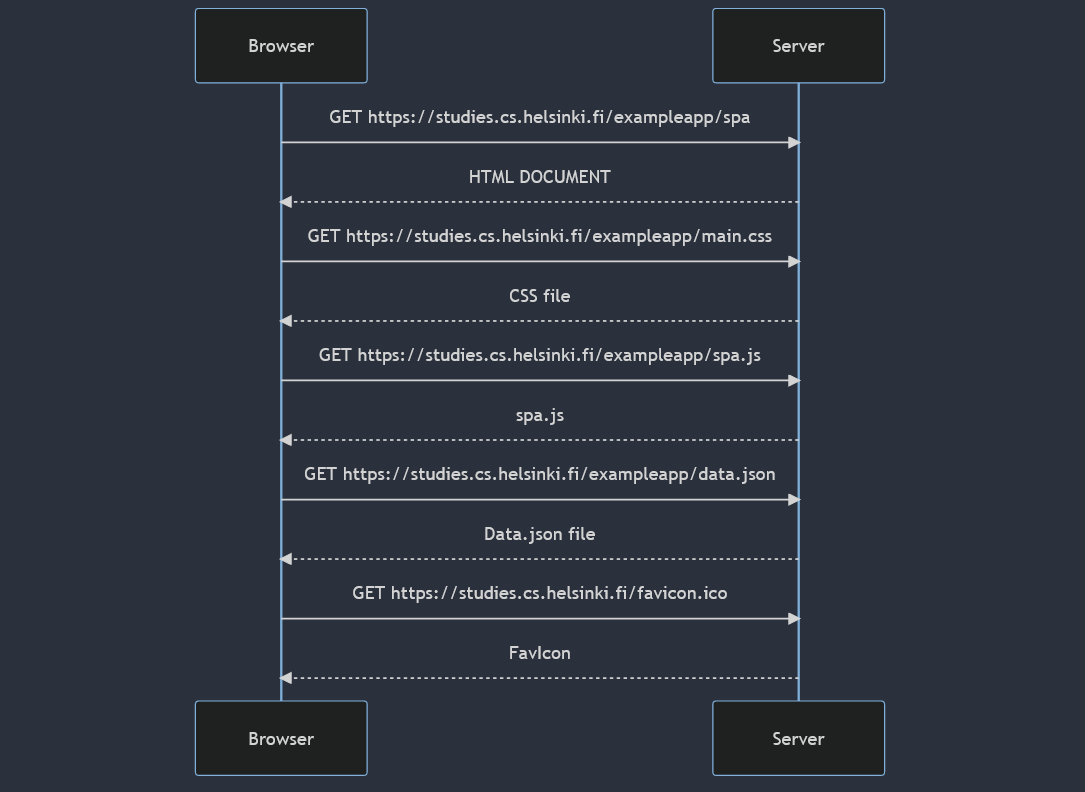 Browser
Server
GET https://studies.cs.helsinki.fi/exampleapp/spa
HTML DOCUMENT
GET https://studies.cs.helsinki.fi/exampleapp/main.css
CSS file
GET https://studies.cs.helsinki.fi/exampleapp/spa.js
spa.js
GET https://studies.cs.helsinki.fi/exampleapp/data.json
Data.json file
GET https://studies.cs.helsinki.fi/favicon.ico
FavIcon
Browser
Server